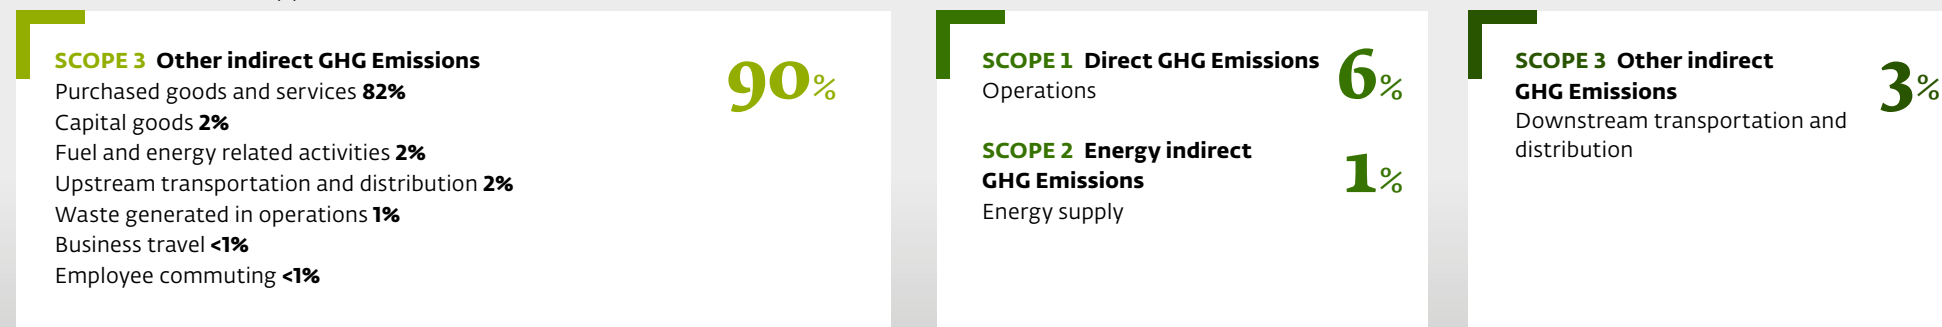 SCOPE 3 Other indirect GHG Emissions
Purchased goods and services 82%
Capital goods 2%
Fuel and energy related activities 2%
Upstream transportation and distribution 2%
Waste generated in operations 1%
Business travel <1%
Employee commuting <1%
90%
SCOPE 1 Direct GHG Emissions
Operations
6%
SCOPE 2 Energy indirect
GHG Emissions
Energy supply
1%
SCOPE 3 Other indirect
GHG Emissions
Downstream transportation and
distribution
3%